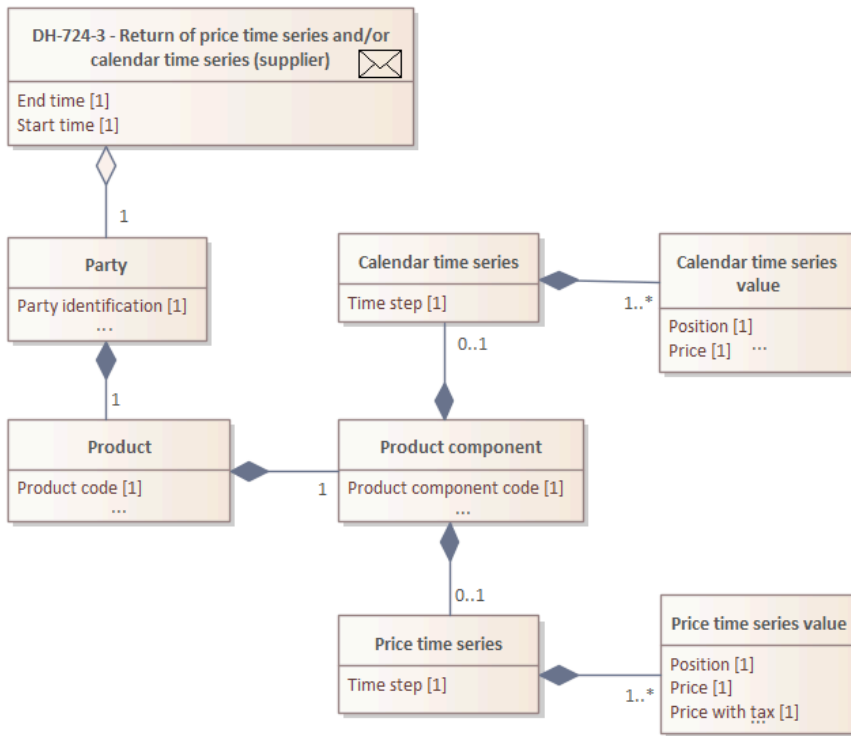 DH-724-3 - Return of price time series and/or
calendar time series (supplier)
End time [1]
Start time [1]
1
Party
Party identification [1]
...
1
Product
Product code [1]
...
1
Calendar time series
Time step [1]
0..1
1..*
Calendar time series
value
Position [1]
Price [1] ...
Product component
Product component code [1]
...
0..1
Price time series
Time step [1]
1..*
Price time series value
Position [1]
Price [1]
Price with tax [1]
...